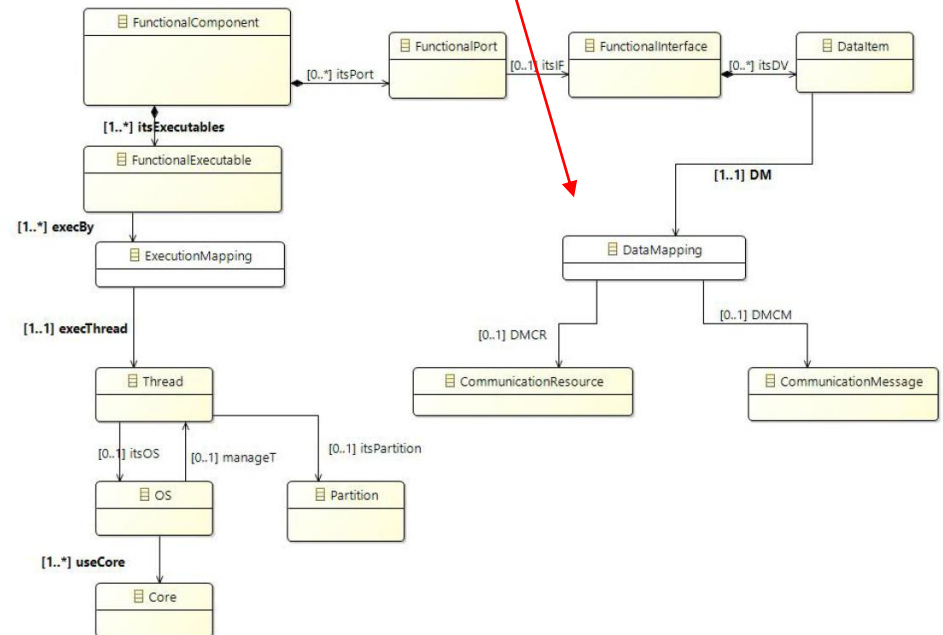 FunctionalComponent
FunctionalPort
FunctionalInterface
DataItem
[0..*] itsPort
[0..1] itsIF
[0..*] itsDV
[1..*] itsExecutables
FunctionalExecutable
[1..1] DM
[1..*] execBy
ExecutionMapping
DataMapping
[1..1] execThread
[0..1] DMCR
[0..1] DMCM
Thread
CommunicationResource
CommunicationMessage
[0..1] itsOS
[0..1] manageT
[0..1] itsPartition
OS
Partition
[1..*] useCore
Core